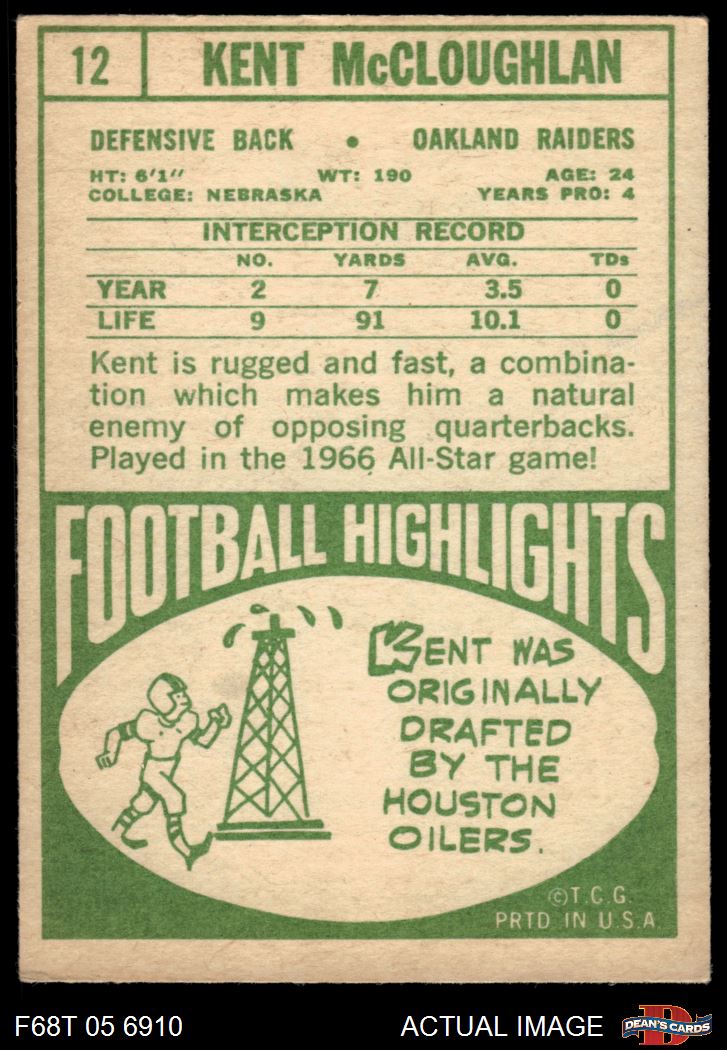 12 KENT McCLOUGHLAN
DEFENSIVE BACK • OAKLAND RAIDERS
HT: 6'1" WT: 190 AGE: 24
COLLEGE: NEBRASKA YEARS PRO: 4
INTERCEPTION RECORD
NO. YARDS AVG. TDs
YEAR 2 7 3.5 0
LIFE 9 91 10.1 0
Kent is rugged and fast, a combina-
tion which makes him a natural
enemy of opposing quarterbacks.
Played in the 1966 All-Star game!
FOOTBALL HIGHLIGHTS
KENT WAS
ORIGINALLY
DRAFTED
BY THE
HOUSTON
OILERS.
©T.C.G.
PRTD IN U.S.A.
F68T 05 6910 ACTUAL IMAGE D DEAN'S CARDS